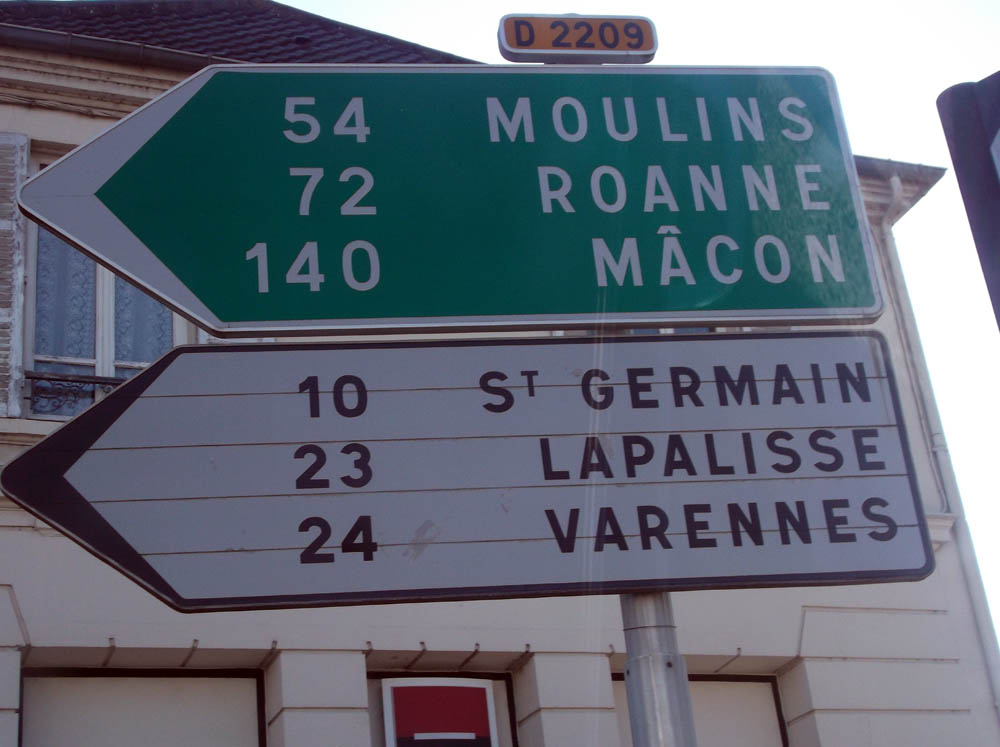 D 2209
54 MOULINS
72 ROANNE
140 MÂCON
10 ST GERMAIN
23 LAPALISSE
24 VARENNES